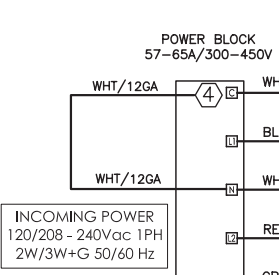 POWER BLOCK
57-65A/300-450V
WHT/12GA
4
C
WH
L1
BL
WHT/12GA
N
WH
INCOMING POWER
120/208 - 240Vac 1PH
2W/3W+G 50/60 Hz
L2
RE